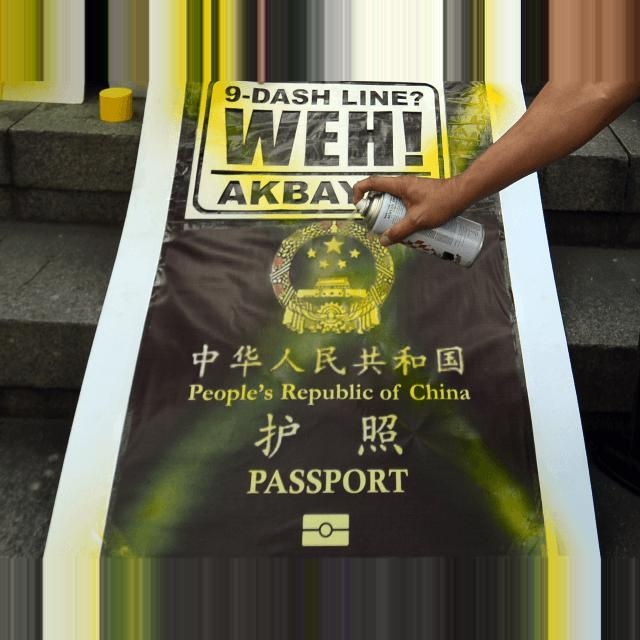 9-DASH LINE?
WEH!
AKBAY
中华人民共和国
People's Republic of China
护 照
PASSPORT